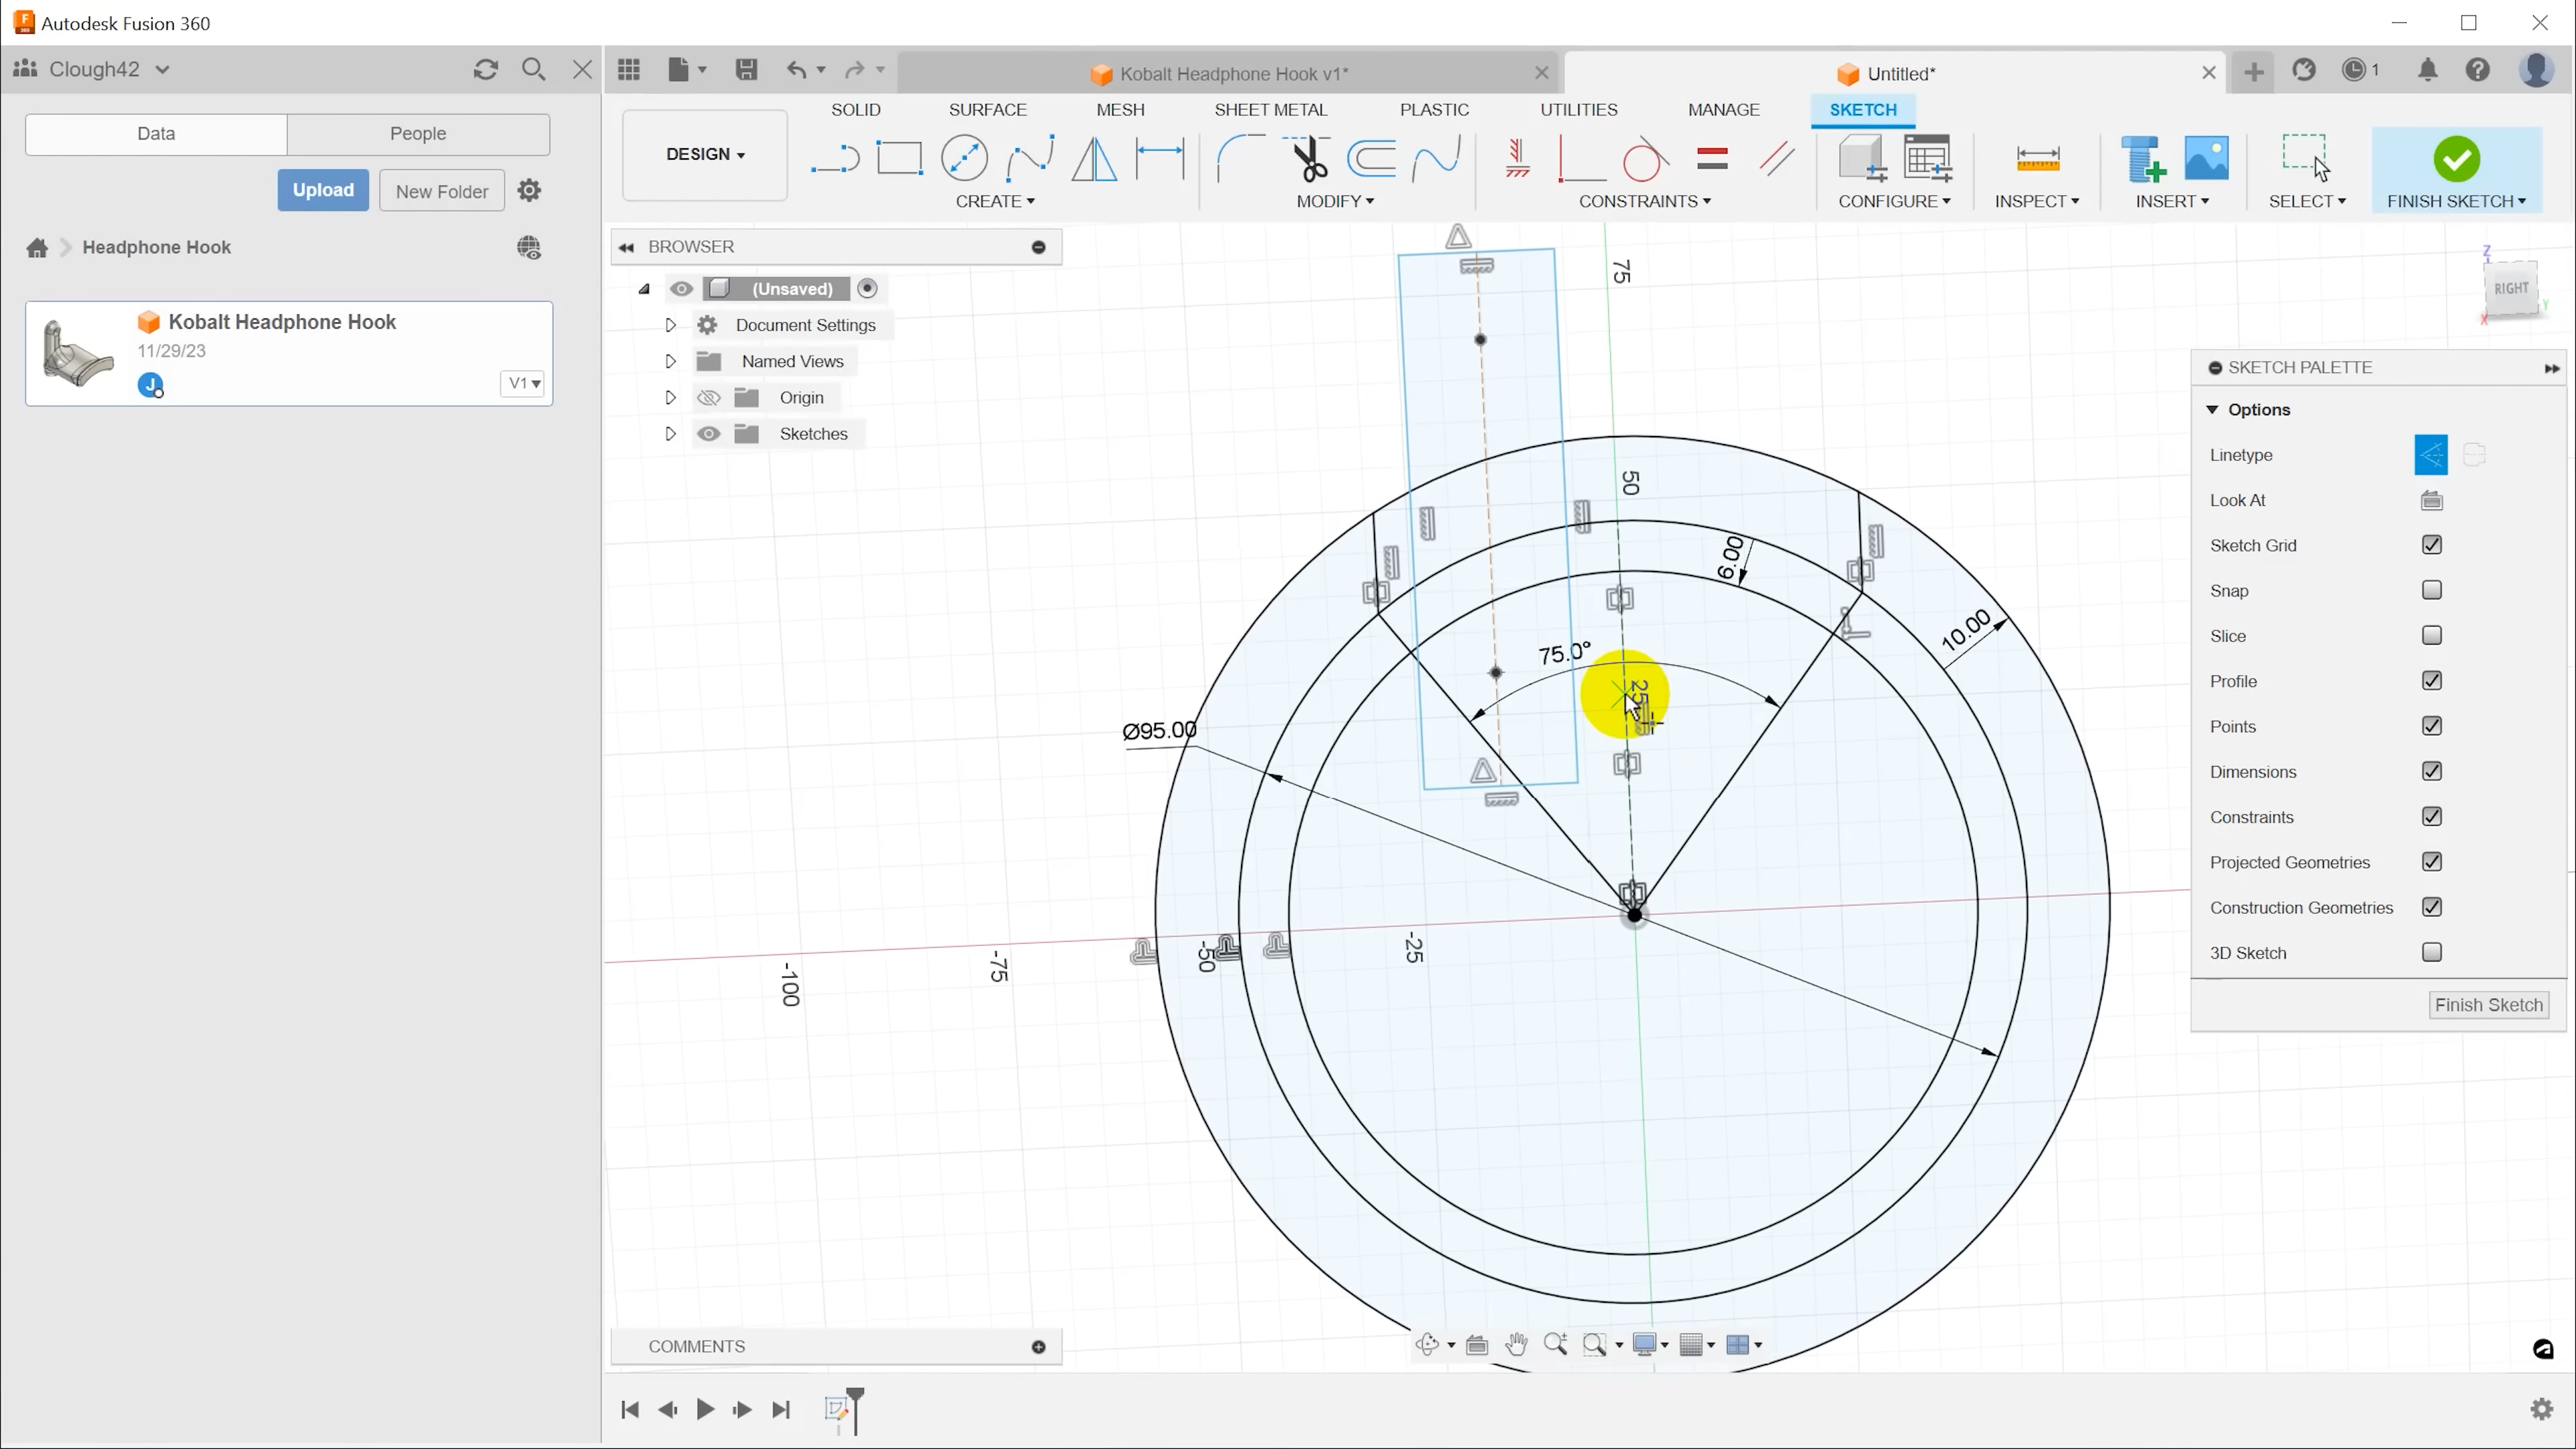 Autodesk Fusion 360
Clough42
Kobalt Headphone Hook v1*
Untitled*
1
Data
People
Upload
New Folder
Headphone Hook
Kobalt Headphone Hook
11/29/23
J
V1
DESIGN
SOLID
SURFACE
MESH
SHEET METAL
PLASTIC
UTILITIES
MANAGE
SKETCH
CREATE
MODIFY
CONSTRAINTS
CONFIGURE
INSPECT
INSERT
SELECT
FINISH SKETCH
BROWSER
(Unsaved)
Document Settings
Named Views
Origin
Sketches
75
50
6.00
10.00
75.0°
25
Ø95.00
-25
-50
-75
-100
Z
RIGHT
Y
X
SKETCH PALETTE
Options
Linetype
Look At
Sketch Grid
Snap
Slice
Profile
Points
Dimensions
Constraints
Projected Geometries
Construction Geometries
3D Sketch
Finish Sketch
COMMENTS